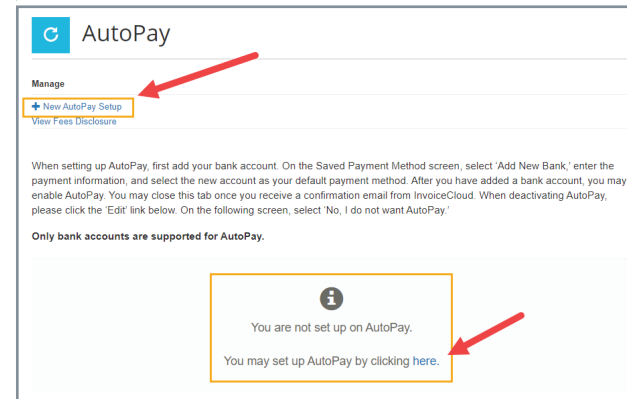 AutoPay
Manage
+ New AutoPay Setup
View Fees Disclosure
When setting up AutoPay, first add your bank account. On the Saved Payment Method screen, select 'Add New Bank,' enter the
payment information, and select the new account as your default payment method. After you have added a bank account, you may
enable AutoPay. You may close this tab once you receive a confirmation email from InvoiceCloud. When deactivating AutoPay,
please click the 'Edit' link below. On the following screen, select 'No, I do not want AutoPay.'
Only bank accounts are supported for AutoPay.
You are not set up on AutoPay.
You may set up AutoPay by clicking here.